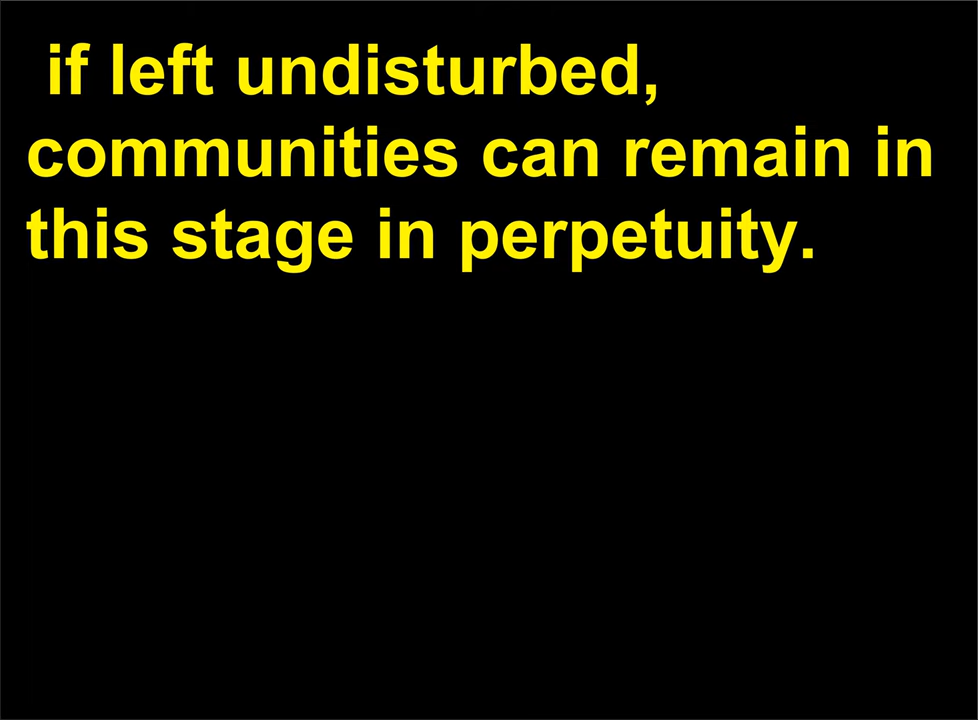 if left undisturbed,
communities can remain in
this stage in perpetuity.